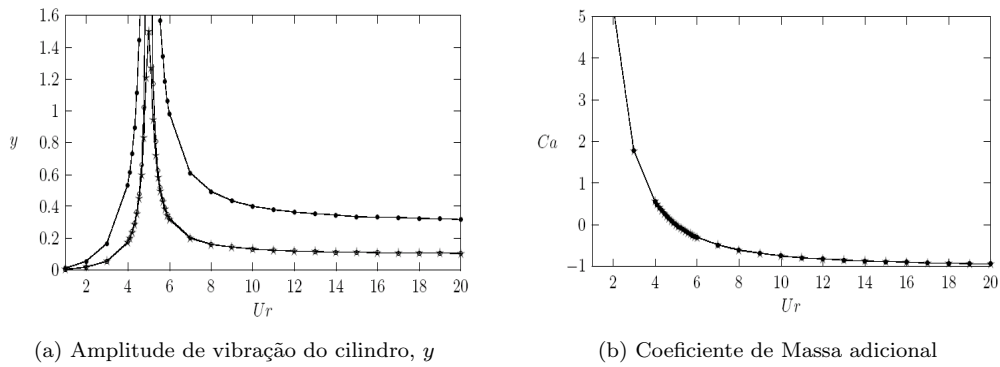 1.6
1.4
1.2
1
0.8
0.6
0.4
0.2
0
y
2 4 6 8 10 12 14 16 18 20
Ur
5
4
3
2
1
0
−1
Ca
2 4 6 8 10 12 14 16 18 20
Ur
(a) Amplitude de vibração do cilindro, y
(b) Coeficiente de Massa adicional